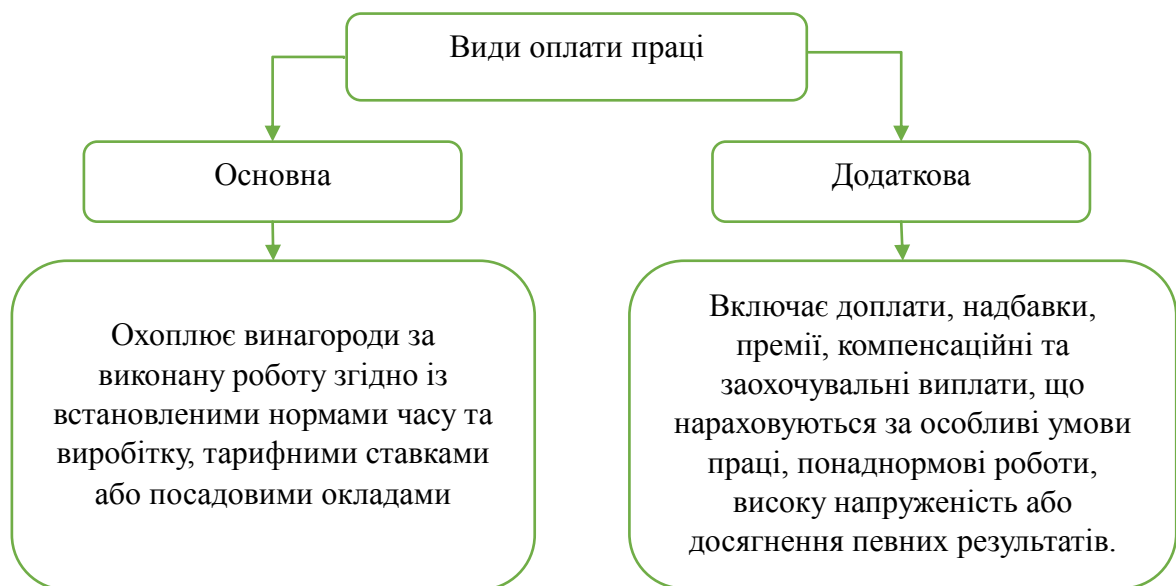 Види оплати праці
Основна
Додаткова
Охоплює винагороди за
виконану роботу згідно із
встановленими нормами часу та
виробітку, тарифними ставками
або посадовими окладами
Включає доплати, надбавки,
премії, компенсаційні та
заохочувальні виплати, що
нараховуються за особливі умови
праці, понаднормові роботи,
високу напруженість або
досягнення певних результатів.